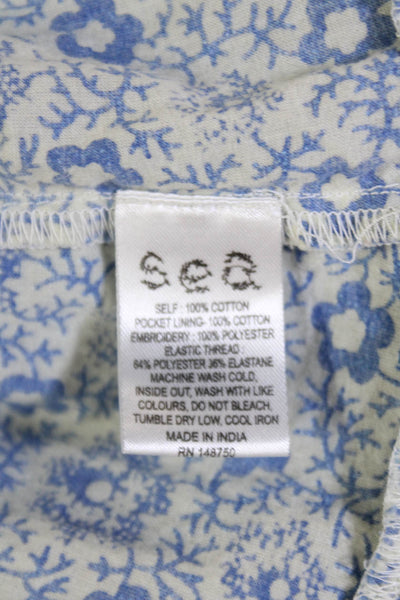 sea
SELF : 100% COTTON
POCKET LINING- 100% COTTON
EMBROIDERY : 100% POLYESTER
ELASTIC THREAD
64% POLYESTER 36% ELASTANE
MACHINE WASH COLD,
INSIDE OUT, WASH WITH LIKE
COLOURS, DO NOT BLEACH,
TUMBLE DRY LOW, COOL IRON
MADE IN INDIA
RN 148750